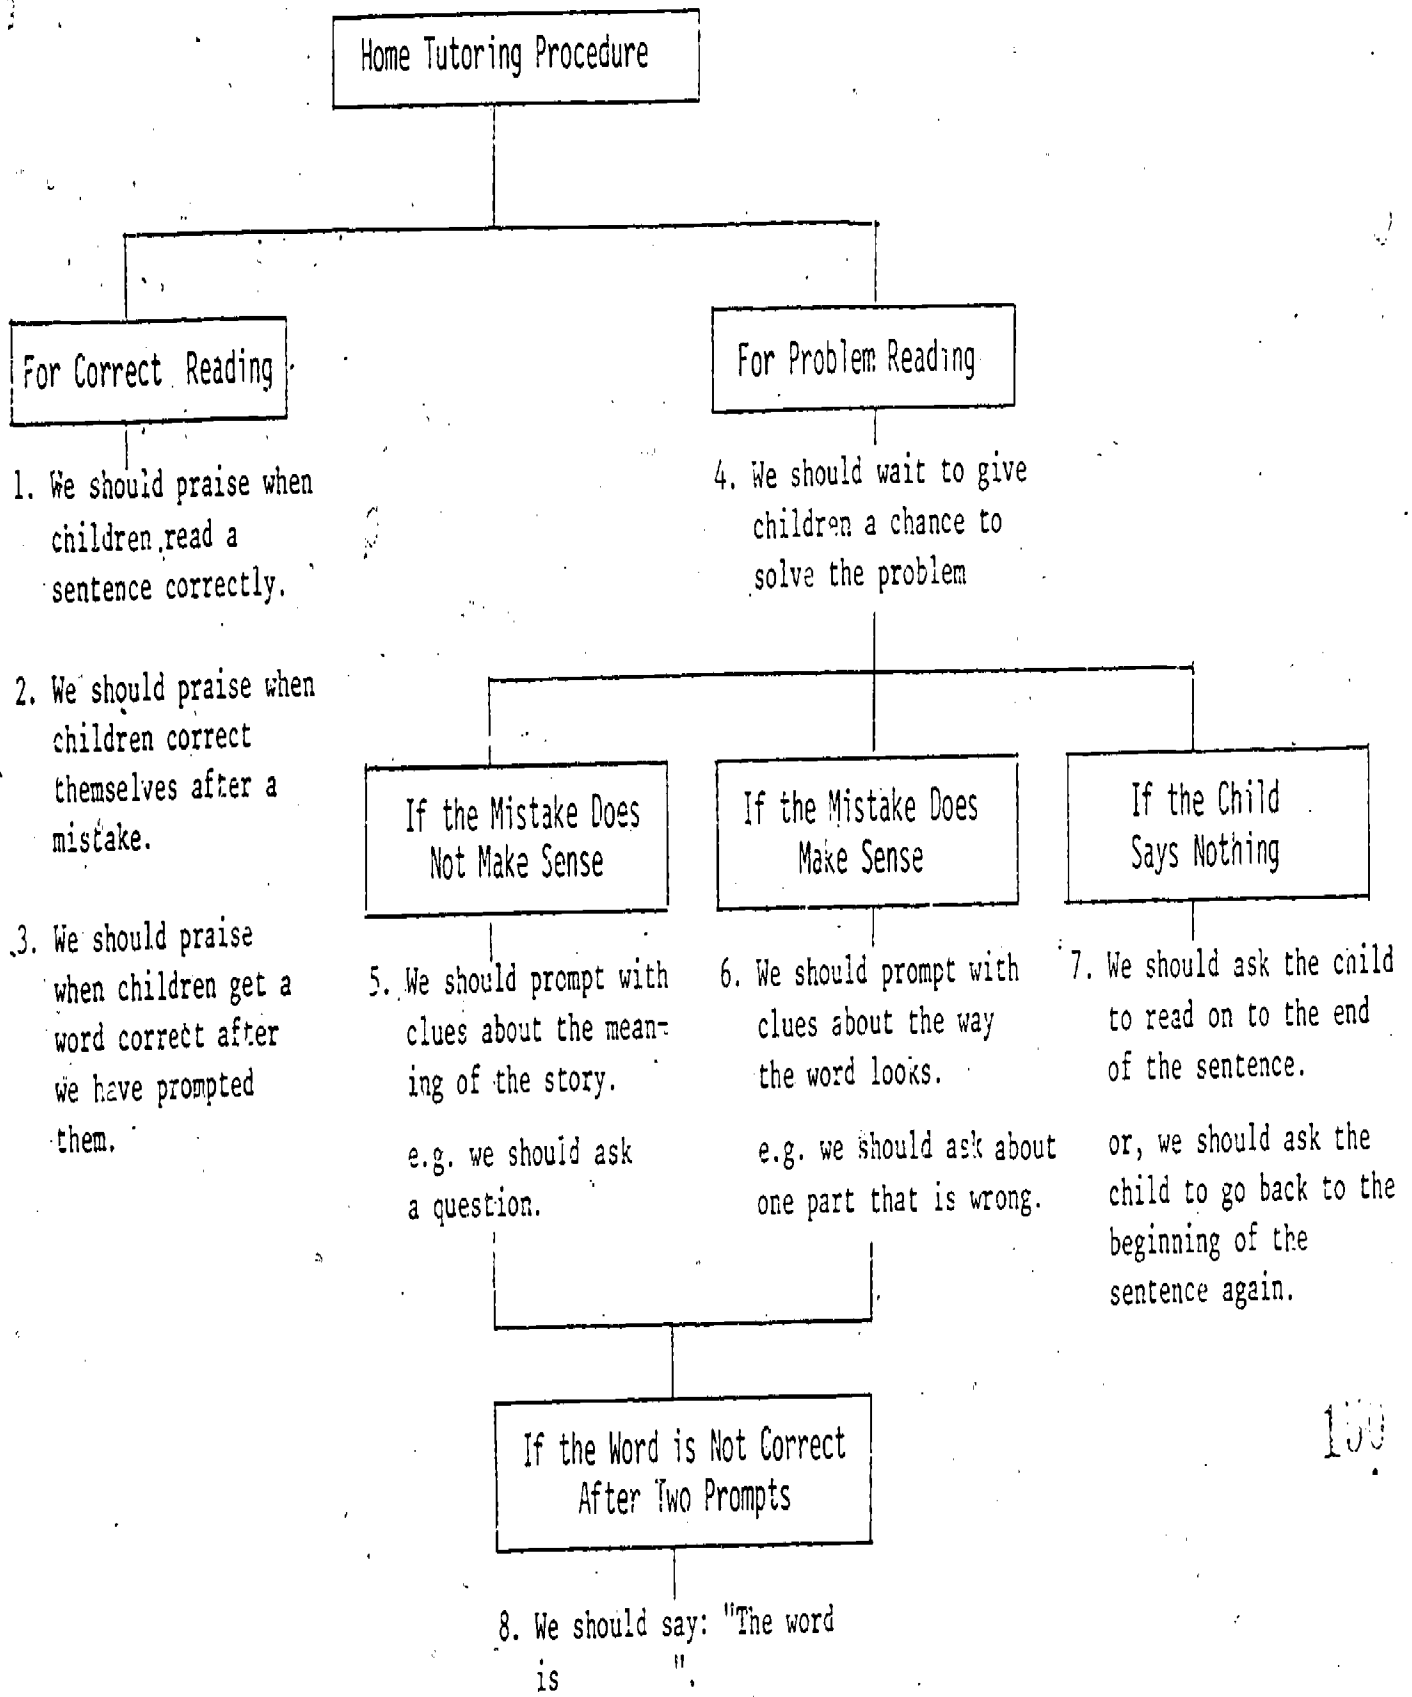 Home Tutoring Procedure
For Correct Reading
1. We should praise when
children read a
sentence correctly.
2. We should praise when
children correct
themselves after a
mistake.
3. We should praise
when children get a
word correct after
we have prompted
them.
For Problem Reading
4. We should wait to give
children a chance to
solve the problem
If the Mistake Does
Not Make Sense
5. We should prompt with
clues about the mean-
ing of the story.
e.g. we should ask
a question.
If the Mistake Does
Make Sense
6. We should prompt with
clues about the way
the word looks.
e.g. we should ask about
one part that is wrong.
If the Child
Says Nothing
7. We should ask the child
to read on to the end
of the sentence.
or, we should ask the
child to go back to the
beginning of the
sentence again.
If the Word is Not Correct
After Two Prompts
8. We should say: "The word
is ".